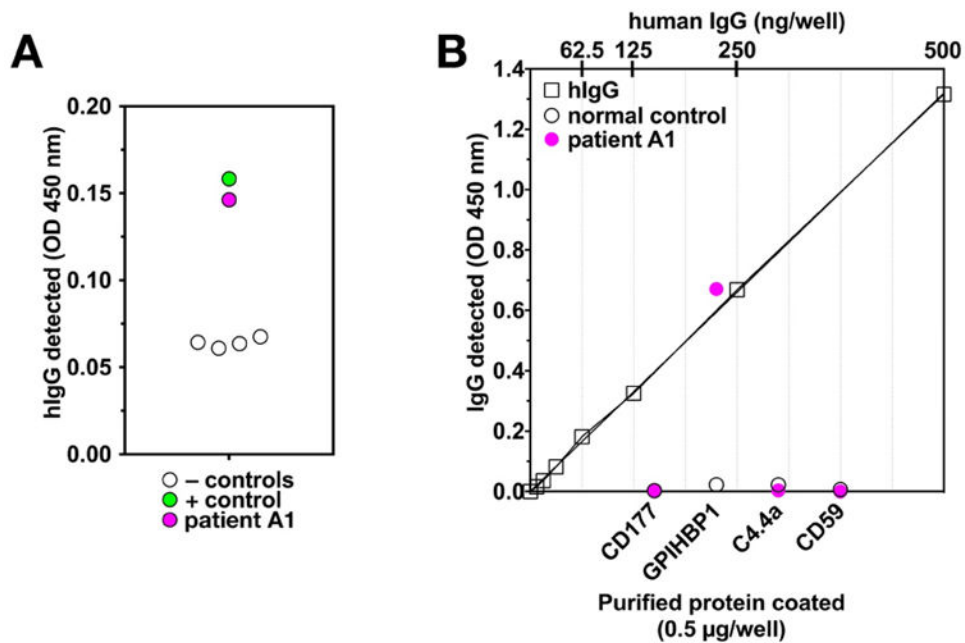 A
hIgG detected (OD 450 nm)
0.20
0.15
0.10
0.05
0.00
– controls
+ control
patient A1
B
human IgG (ng/well)
62.5 125 250 500
IgG detected (OD 450 nm)
1.4
1.2
1.0
0.8
0.6
0.4
0.2
0.0
hIgG
normal control
patient A1
CD177
GPIHBP1
C4.4a
CD59
Purified protein coated
(0.5 µg/well)